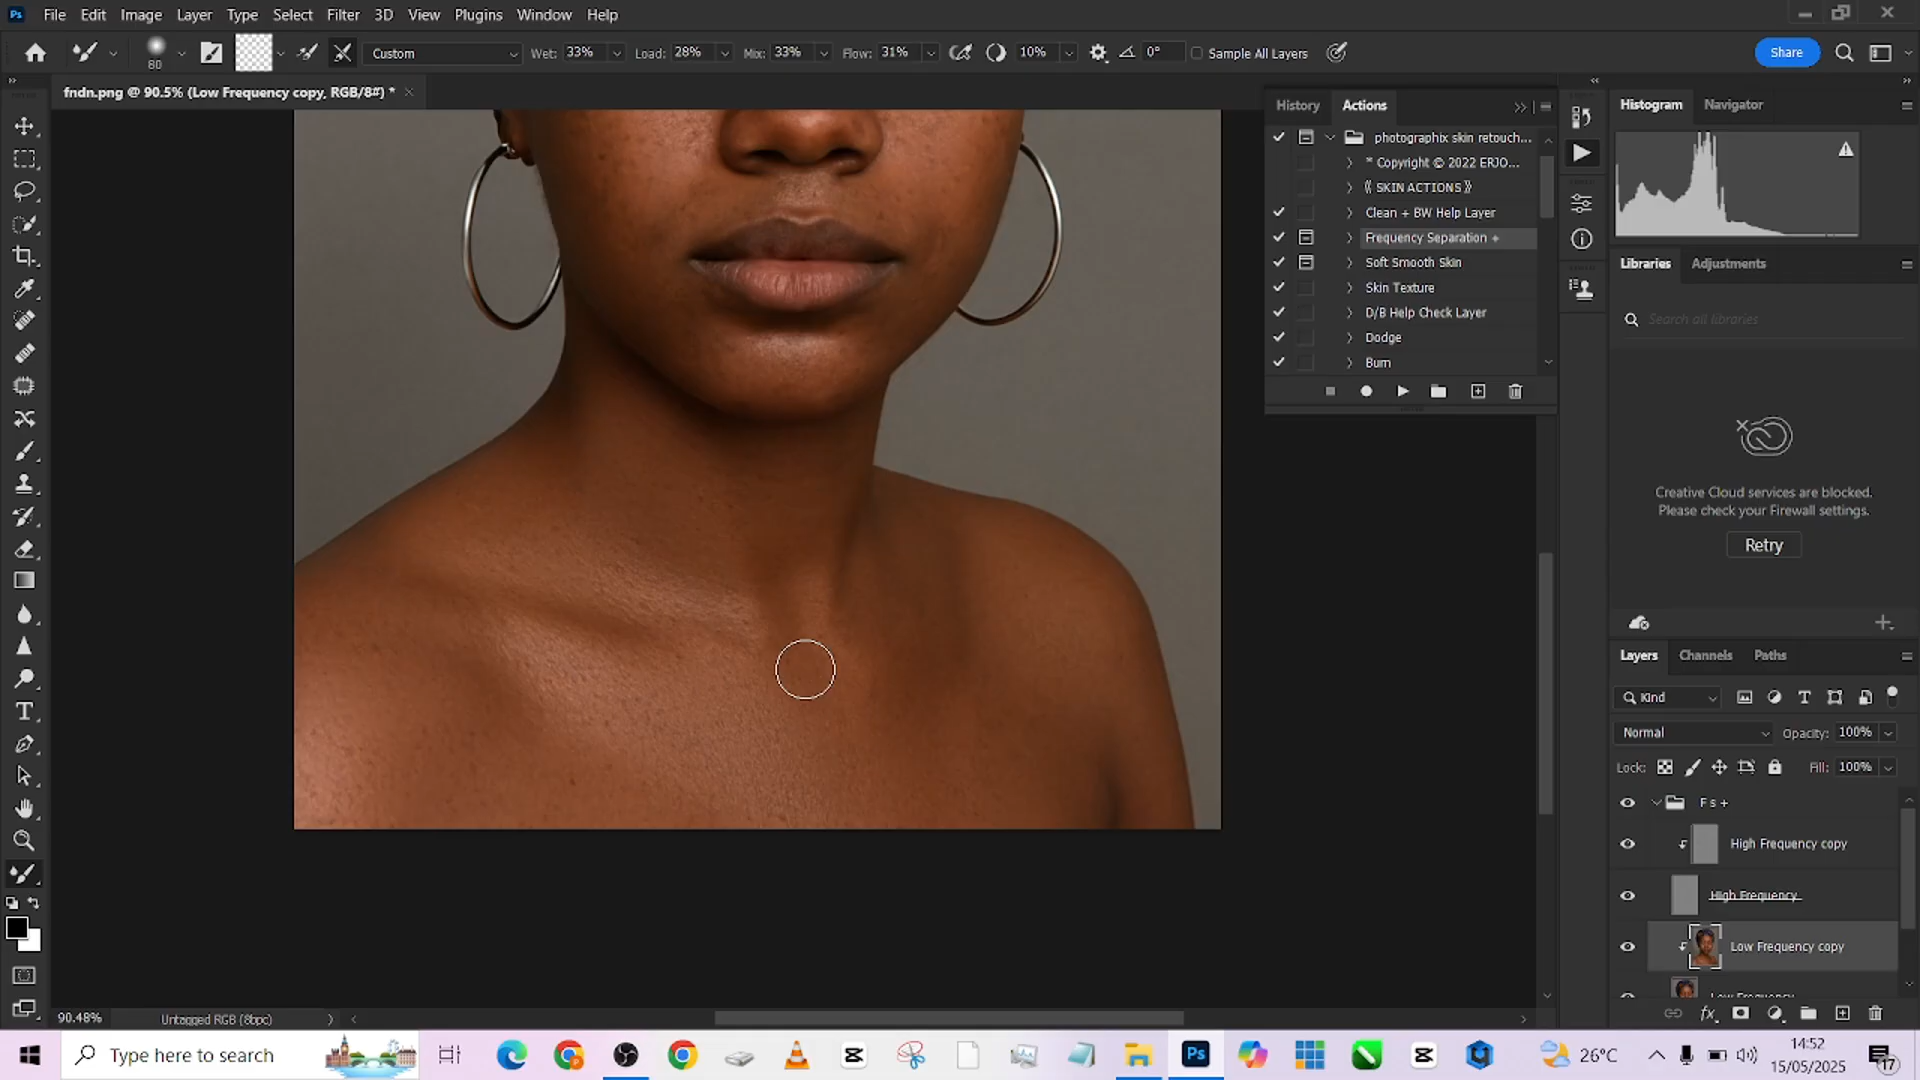 File Edit Image Layer Type Select Filter 3D View Plugins Window Help
80 Custom Wet: 33% Load: 28% Mix: 33% Flow: 31% 10% 0° Sample All Layers Share
fndn.png @ 90.5% (Low Frequency copy, RGB/8#) *
History Actions
photographix skin retouch...
* Copyright © 2022 ERJO...
⟪ SKIN ACTIONS ⟫
Clean + BW Help Layer
Frequency Separation +
Soft Smooth Skin
Skin Texture
D/B Help Check Layer
Dodge
Burn
Histogram Navigator
Libraries Adjustments
Search all libraries
Creative Cloud services are blocked.
Please check your Firewall settings.
Retry
Layers Channels Paths
Kind
Normal Opacity: 100%
Lock: Fill: 100%
F s +
High Frequency copy
High Frequency
Low Frequency copy
Low Frequency
90.48% Untagged RGB (8bpc)
Type here to search
26°C
14:52
15/05/2025
17